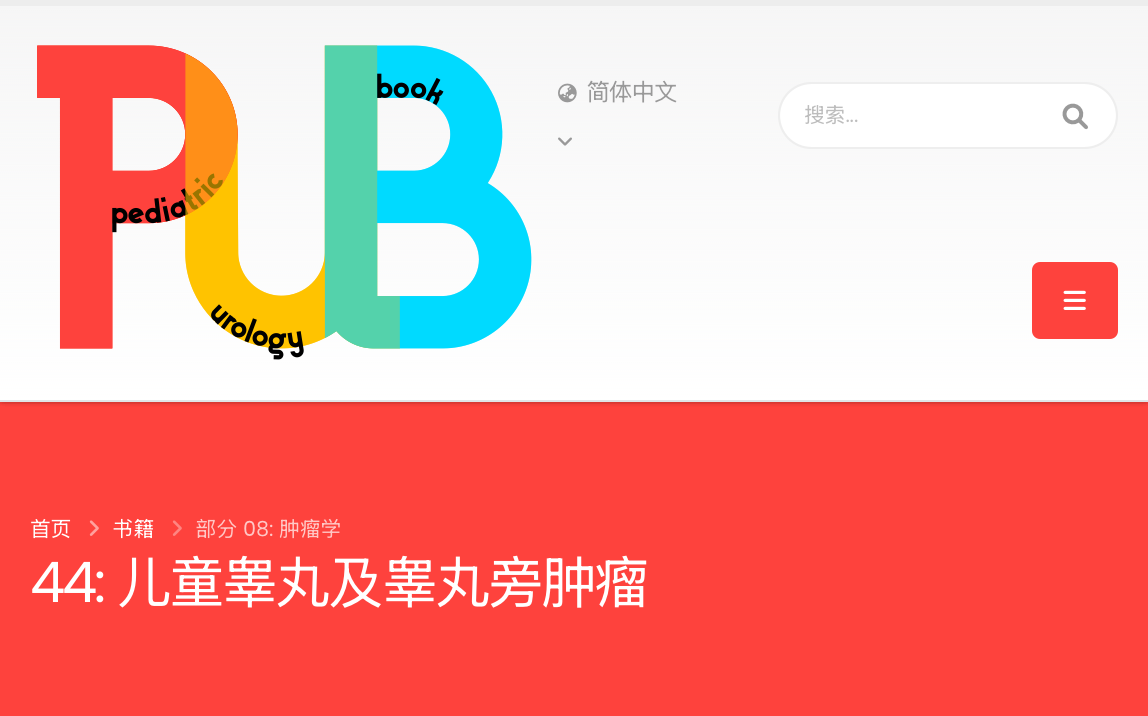 PUB
pediatric
urology
book
简体中文
搜索...
首页 书籍 部分 08: 肿瘤学
44: 儿童睾丸及睾丸旁肿瘤